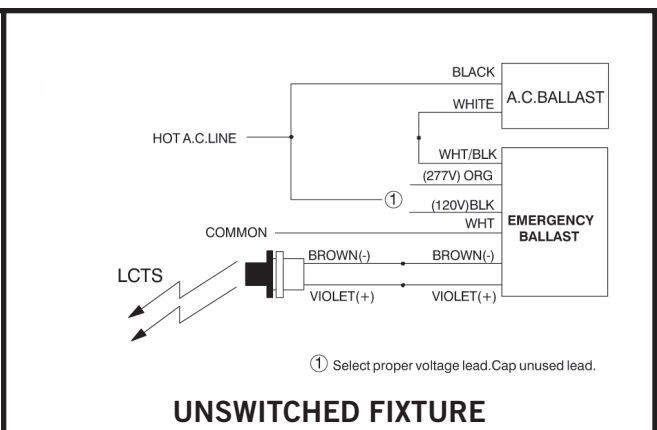 BLACK
A.C.BALLAST
WHITE
HOT A.C.LINE
WHT/BLK
(277V) ORG
1
(120V)BLK
WHT
EMERGENCY
BALLAST
COMMON
BROWN(-) BROWN(-)
LCTS
VIOLET(+) VIOLET(+)
1 Select proper voltage lead.Cap unused lead.
UNSWITCHED FIXTURE